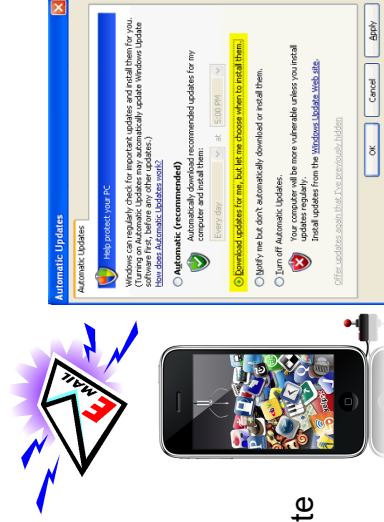 Automatic Updates
Automatic Updates
Help protect your PC
Windows can regularly check for important updates and install them for you.
(Turning on Automatic Updates may automatically update Windows Update
software first, before any other updates.)
How does Automatic Updates work?
Automatic (recommended)
Automatically download recommended updates for my
computer and install them:
Every day at 5:00 PM
Download updates for me, but let me choose when to install them.
Notify me but don't automatically download or install them.
Turn off Automatic Updates.
Your computer will be more vulnerable unless you install
updates regularly.
Install updates from the Windows Update Web site.
Offer updates again that I've previously hidden
OK Cancel Apply
E
MAIL
te